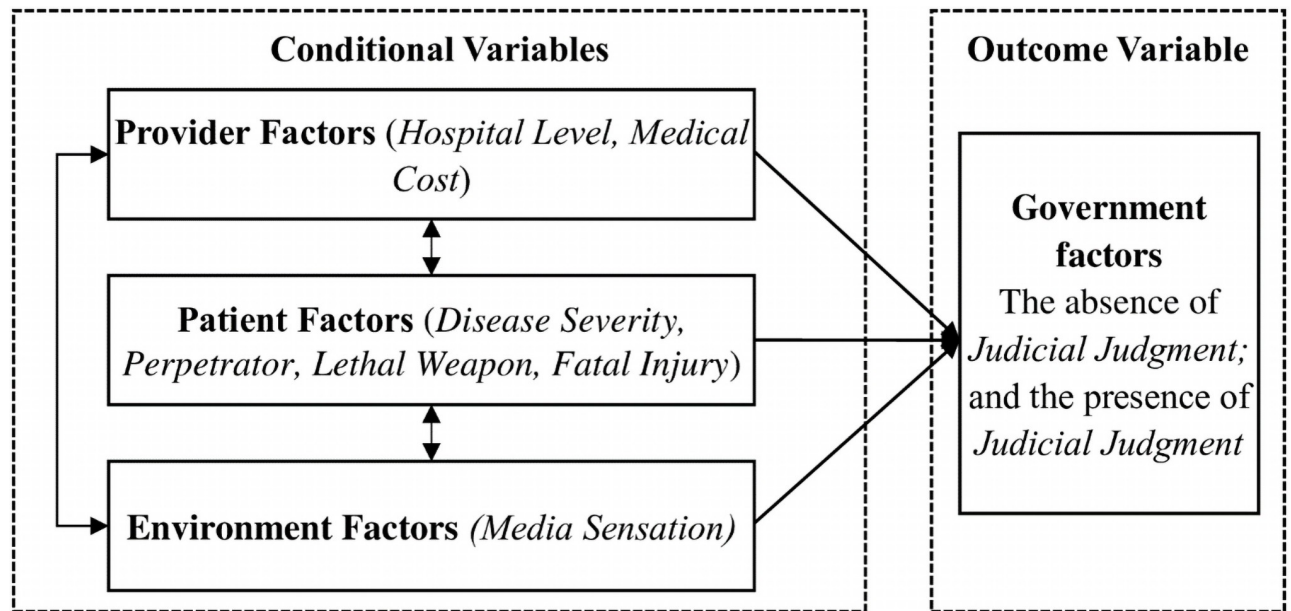 Conditional Variables
Provider Factors (Hospital Level, Medical
Cost)
Patient Factors (Disease Severity,
Perpetrator, Lethal Weapon, Fatal Injury)
Environment Factors (Media Sensation)
Outcome Variable
Government
factors
The absence of
Judicial Judgment;
and the presence of
Judicial Judgment